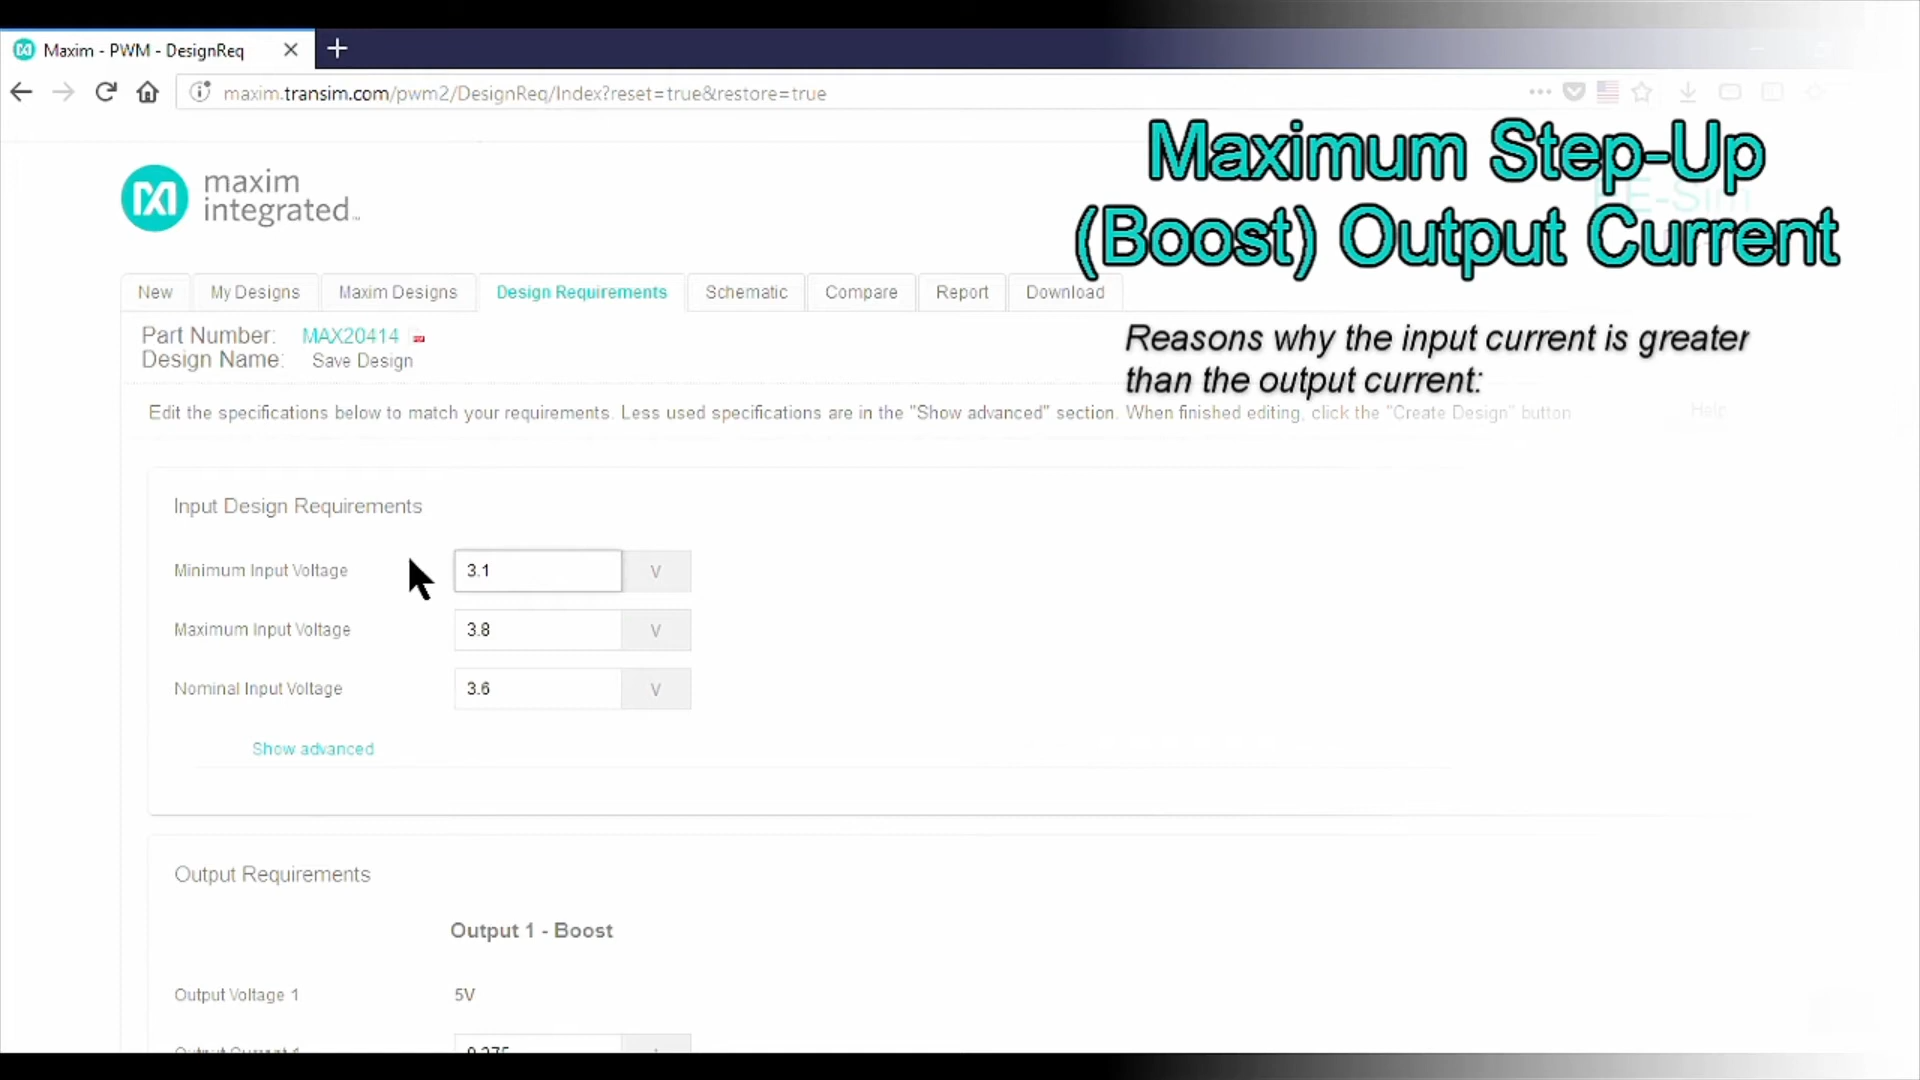 Maxim - PWM - DesignReq
maxim.transim.com/pwm2/DesignReq/Index?reset=true&restore=true
Maximum Step-Up
(Boost) Output Current
maxim
integrated
New My Designs Maxim Designs Design Requirements Schematic Compare Report Download
Part Number: MAX20414
Design Name: Save Design
Reasons why the input current is greater
than the output current:
Edit the specifications below to match your requirements. Less used specifications are in the "Show advanced" section. When finished editing, click the "Create Design" button
Help
Input Design Requirements
Minimum Input Voltage 3.1 V
Maximum Input Voltage 3.8 V
Nominal Input Voltage 3.6 V
Show advanced
Output Requirements
Output 1 - Boost
Output Voltage 1 5V
Output Current 1